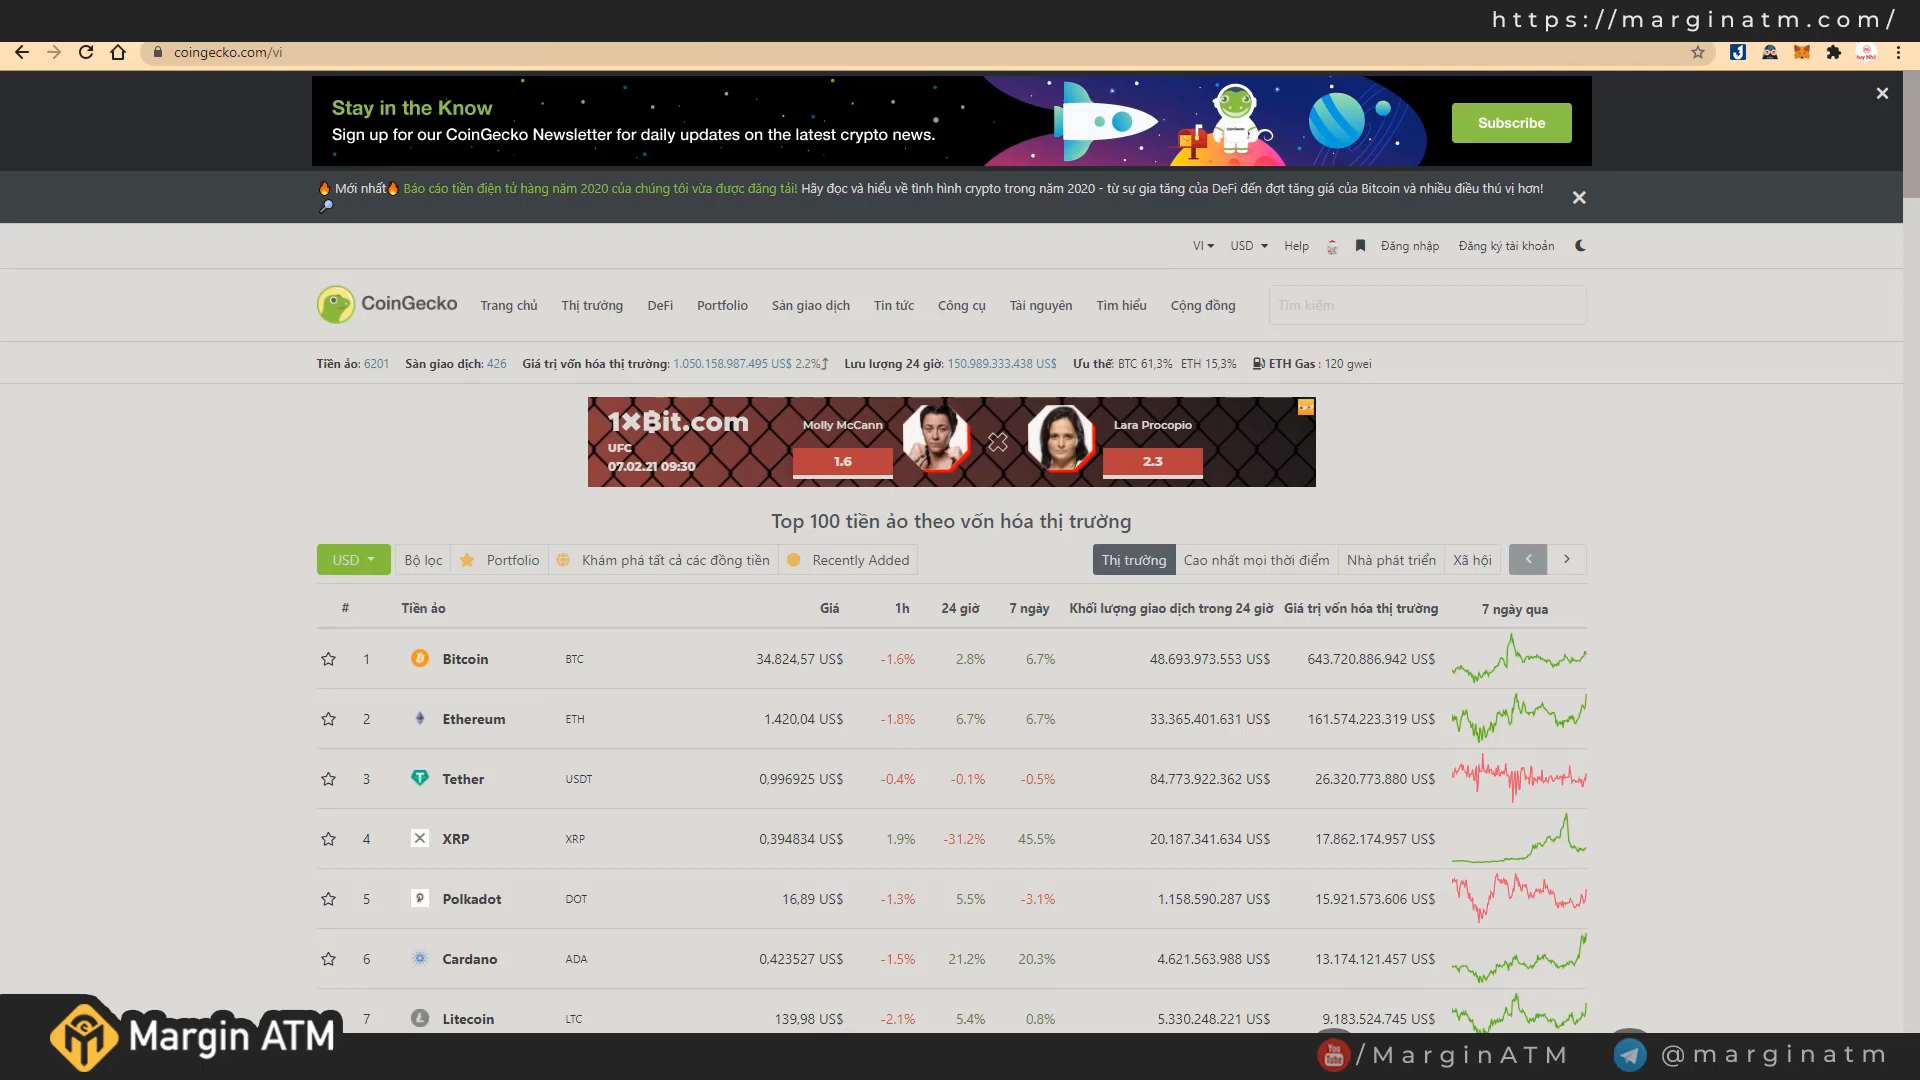 https://marginatm.com/
coingecko.com/vi
Stay in the Know
Sign up for our CoinGecko Newsletter for daily updates on the latest crypto news.
Subscribe
Mới nhất Báo cáo tiền điện tử hàng năm 2020 của chúng tôi vừa được đăng tải! Hãy đọc và hiểu về tình hình crypto trong năm 2020 - từ sự gia tăng của DeFi đến đợt tăng giá của Bitcoin và nhiều điều thú vị hơn!
VI USD Help Đăng nhập Đăng ký tài khoản
CoinGecko Trang chủ Thị trường DeFi Portfolio Sàn giao dịch Tin tức Công cụ Tài nguyên Tìm hiểu Cộng đồng Tìm kiếm
Tiền ảo: 6201 Sàn giao dịch: 426 Giá trị vốn hóa thị trường: 1.050.158.987.495 US$ 2.2% Lưu lượng 24 giờ: 150.989.333.438 US$ Ưu thế: BTC 61,3% ETH 15,3% ETH Gas : 120 gwei
1xBit.com
UFC
07.02.21 09:30
Molly McCann
1.6
Lara Procopio
2.3
Top 100 tiền ảo theo vốn hóa thị trường
USD Bộ lọc Portfolio Khám phá tất cả các đồng tiền Recently Added Thị trường Cao nhất mọi thời điểm Nhà phát triển Xã hội
# Tiền ảo Giá 1h 24 giờ 7 ngày Khối lượng giao dịch trong 24 giờ Giá trị vốn hóa thị trường 7 ngày qua
1 Bitcoin BTC 34.824,57 US$ -1.6% 2.8% 6.7% 48.693.973.553 US$ 643.720.886.942 US$
2 Ethereum ETH 1.420,04 US$ -1.8% 6.7% 6.7% 33.365.401.631 US$ 161.574.223.319 US$
3 Tether USDT 0,996925 US$ -0.4% -0.1% -0.5% 84.773.922.362 US$ 26.320.773.880 US$
4 XRP XRP 0,394834 US$ 1.9% -31.2% 45.5% 20.187.341.634 US$ 17.862.174.957 US$
5 Polkadot DOT 16,89 US$ -1.3% 5.5% -3.1% 1.158.590.287 US$ 15.921.573.606 US$
6 Cardano ADA 0,423527 US$ -1.5% 21.2% 20.3% 4.621.563.988 US$ 13.174.121.457 US$
7 Litecoin LTC 139,98 US$ -2.1% 5.4% 0.8% 5.330.248.221 US$ 9.183.524.745 US$
Margin ATM
You Tube /MarginATM
@marginatm